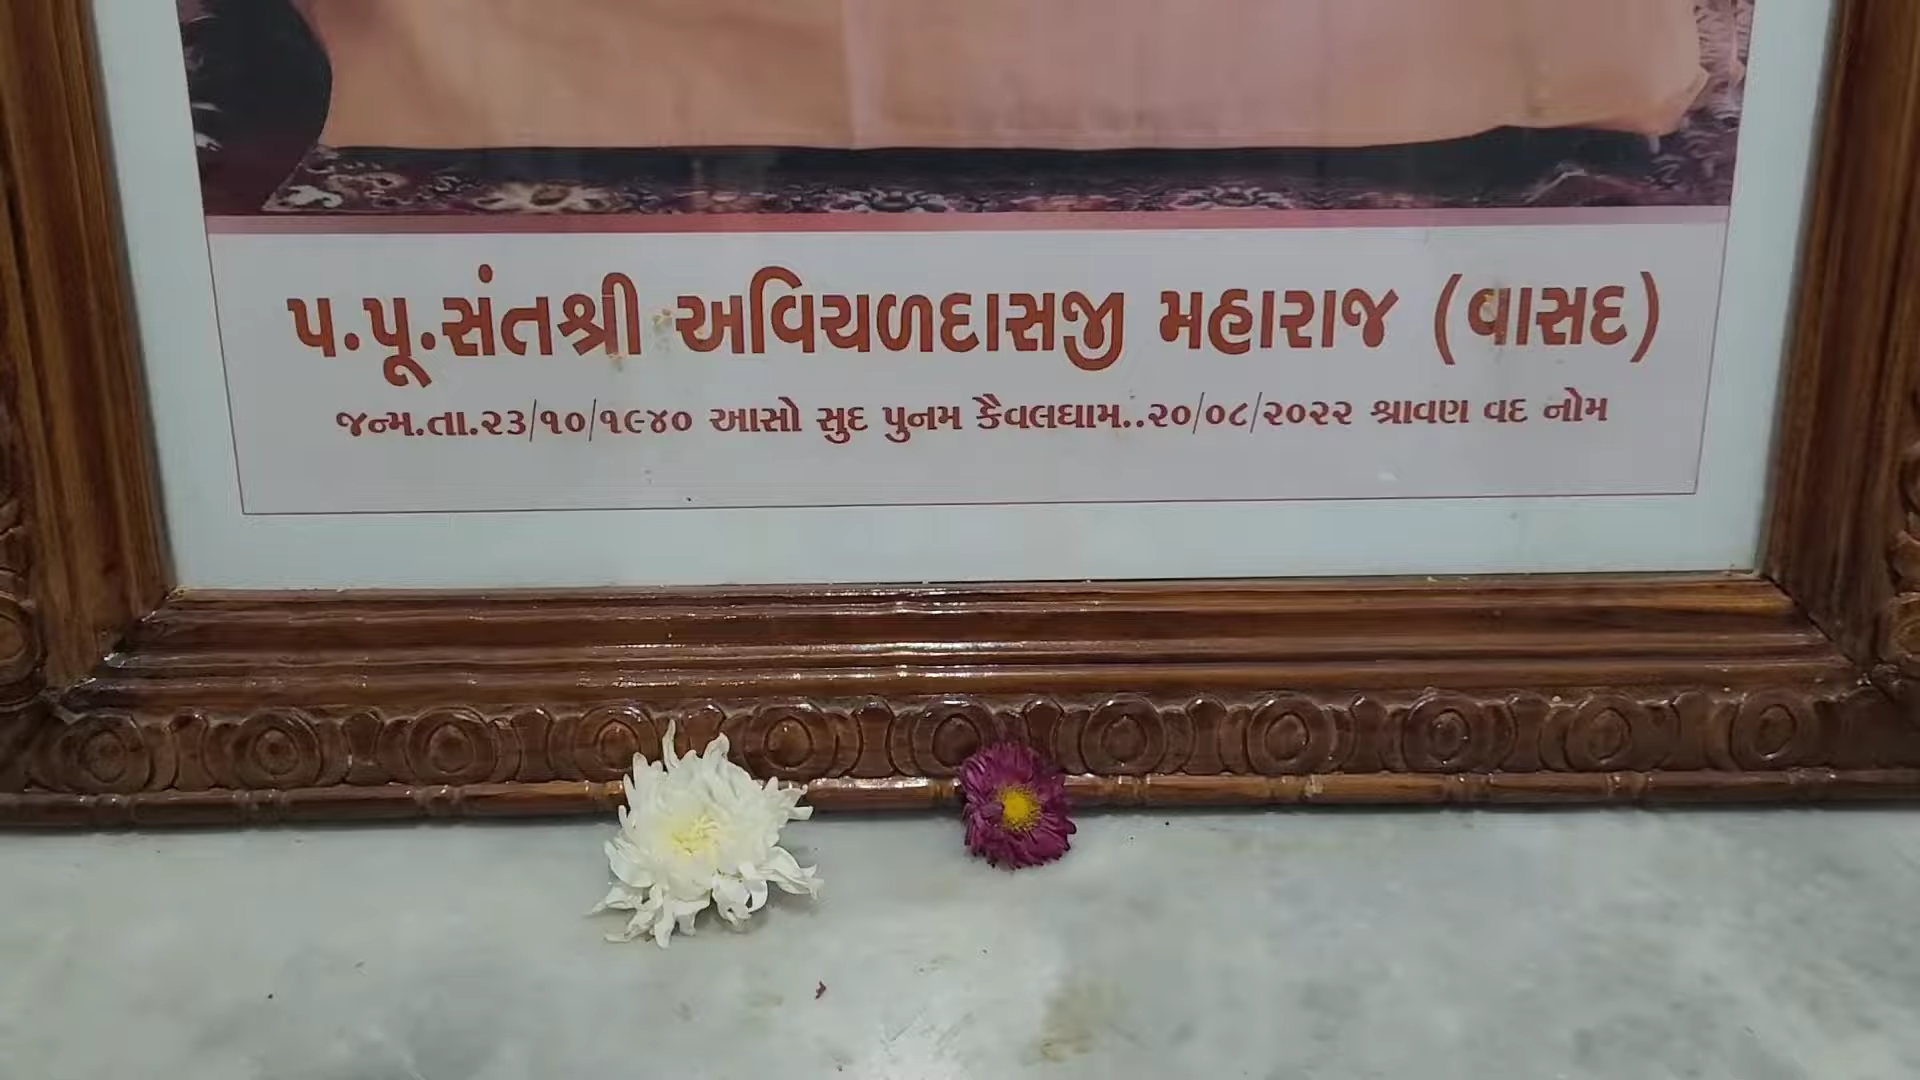 પ.પૂ.સંતશ્રી અવિચળદાસજી મહારાજ (વાસદ)
જન્મ.તા.૨૩/૧૦/૧૯૪૦ આસો સુદ પુનમ કૈવલધામ..૨૦/૦૮/૨૦૨૨ શ્રાવણ વદ નોમ